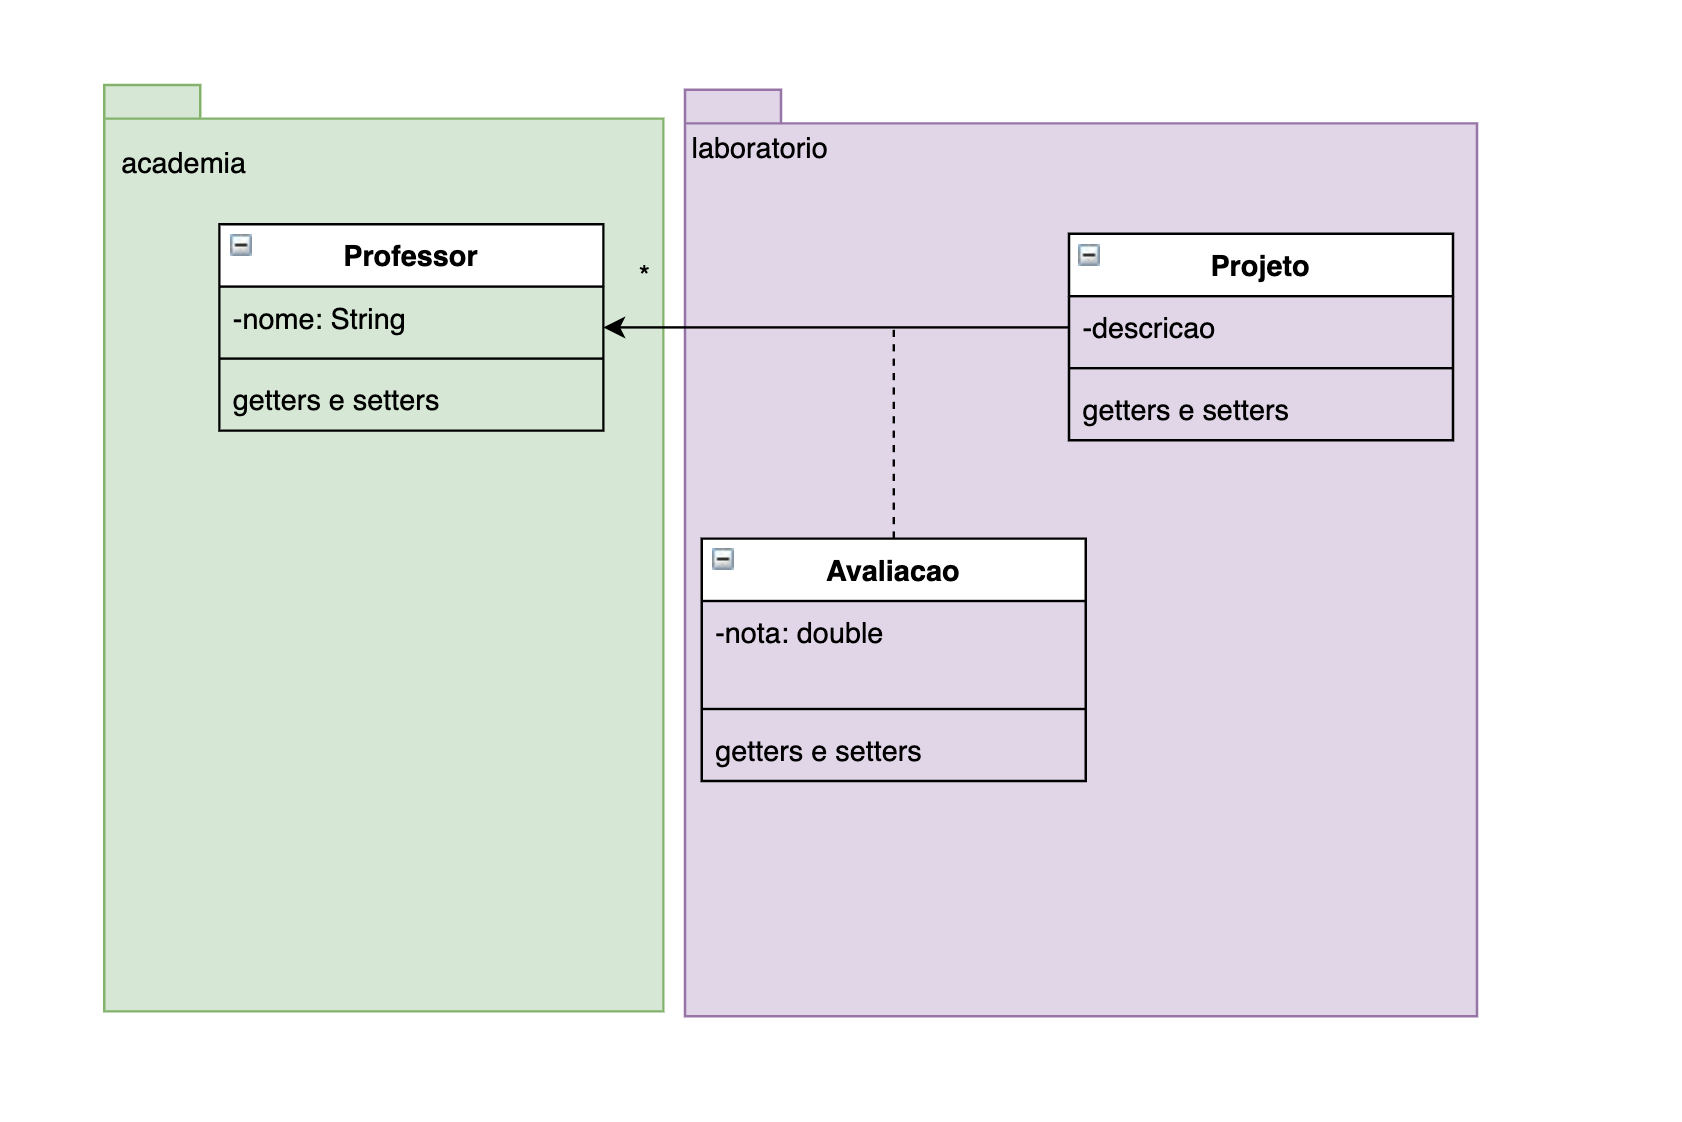 academia
Professor
-nome: String
getters e setters
*
laboratorio
Projeto
-descricao
getters e setters
Avaliacao
-nota: double
getters e setters